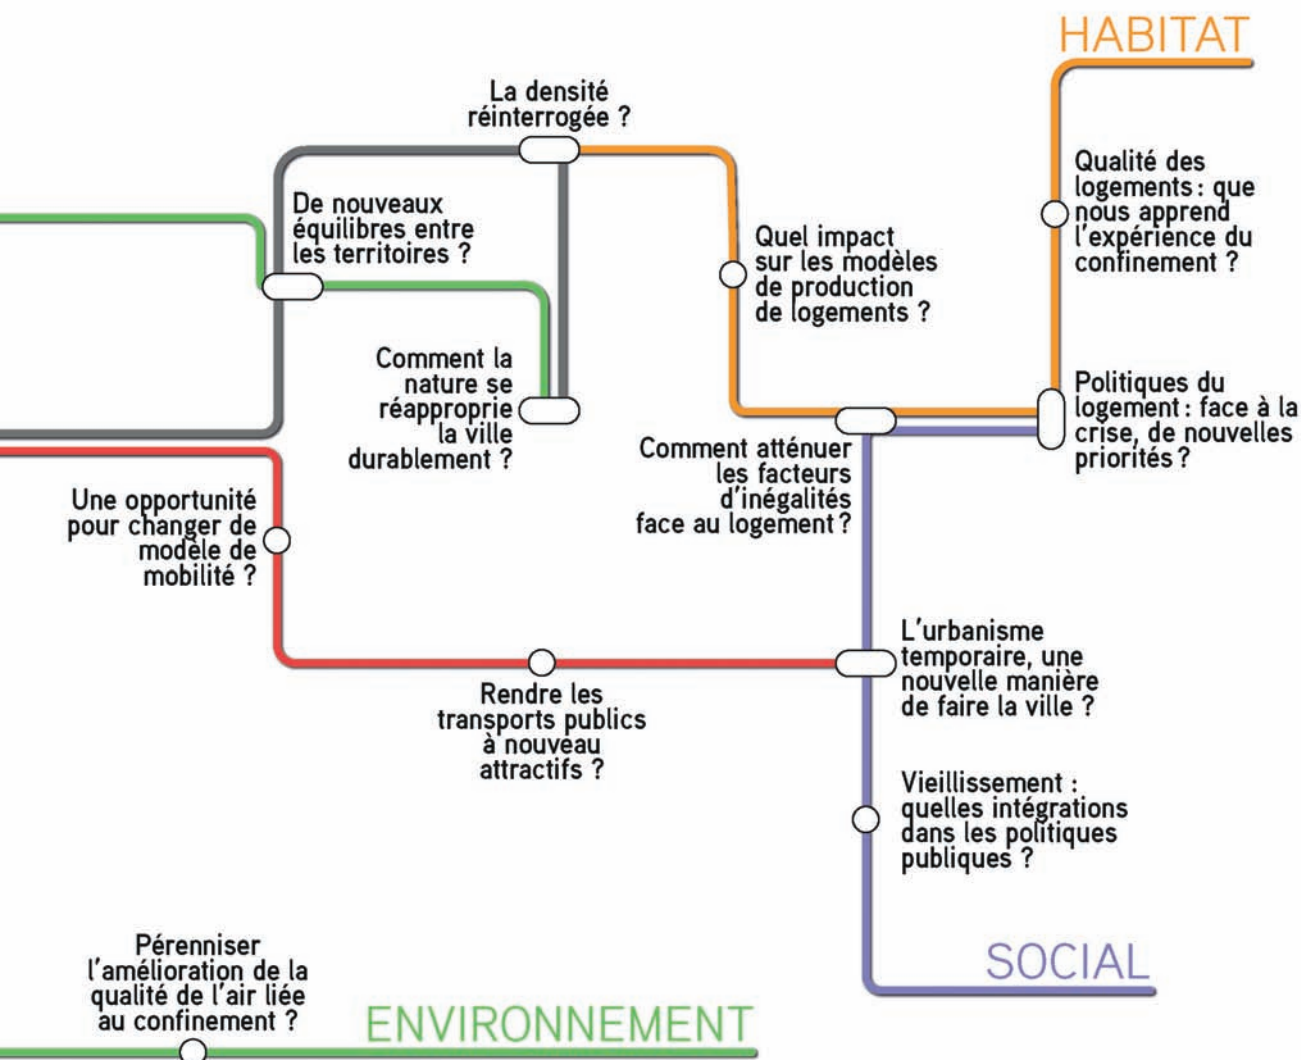 HABITAT
La densité
réinterrogée ?
Qualité des
logements : que
nous apprend
l'expérience du
confinement ?
De nouveaux
équilibres entre
les territoires ?
Quel impact
sur les modèles
de production
de logements ?
Comment la
nature se
réapproprie
la ville
durablement ?
Politiques du
logement : face à la
crise, de nouvelles
priorités ?
Comment atténuer
les facteurs
d'inégalités
face au logement ?
Une opportunité
pour changer de
modèle de
mobilité ?
L'urbanisme
temporaire, une
nouvelle manière
de faire la ville ?
Rendre les
transports publics
à nouveau
attractifs ?
Vieillissement :
quelles intégrations
dans les politiques
publiques ?
SOCIAL
Pérenniser
l'amélioration de la
qualité de l'air liée
au confinement ?
ENVIRONNEMENT